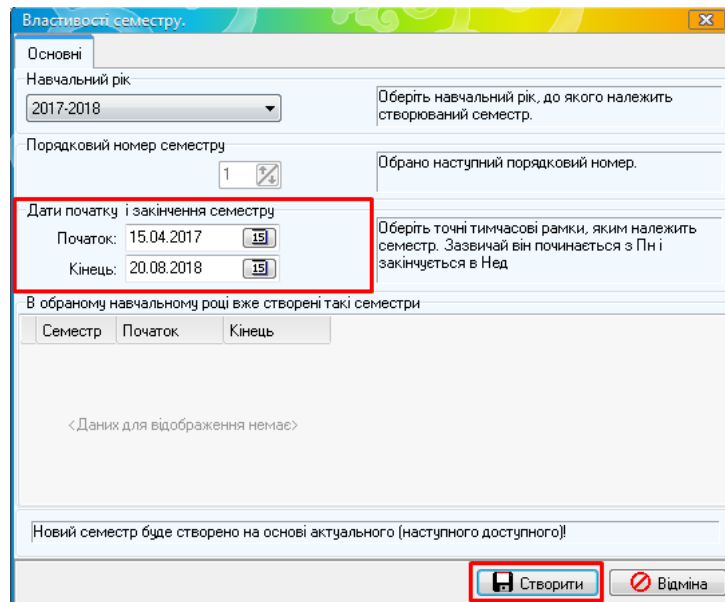 Властивості семестру.
Основні
Навчальний рік
2017-2018
Оберіть навчальний рік, до якого належить
створюваний семестр.
Порядковий номер семестру
1
Обрано наступний порядковий номер.
Дати початку і закінчення семестру
Початок: 15.04.2017 15
Кінець: 20.08.2018 15
Оберіть точні тимчасові рамки, яким належить
семестр. Зазвичай він починається з Пн і
закінчується в Нед
В обраному навчальному році вже створені такі семестри
Семестр Початок Кінець
<Даних для відображення немає>
Новий семестр буде створено на основі актуального (наступного доступного)!
Створити Відміна